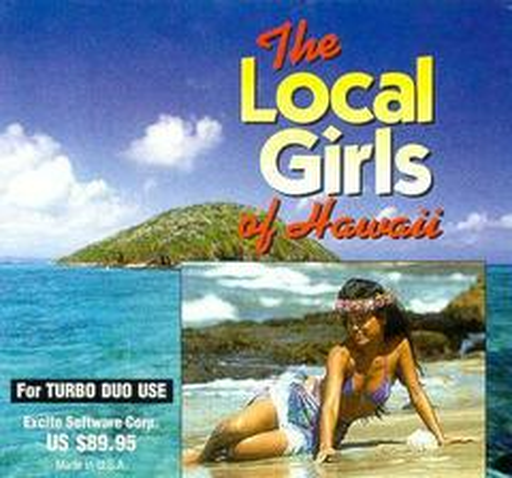 The
Local
Girls
of Hawaii
For TURBO DUO USE
Excite Software Corp.
US $89.95
Made in U.S.A.